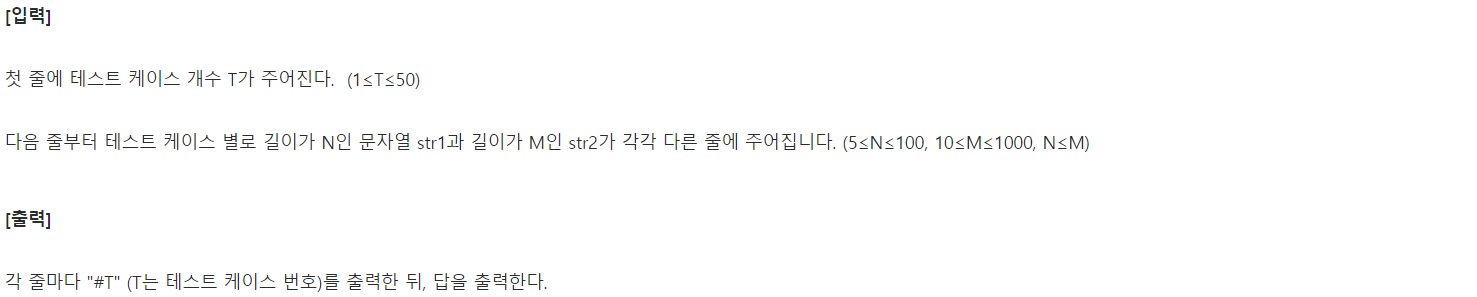 [입력]
첫 줄에 테스트 케이스 개수 T가 주어진다.  (1≤T≤50)
다음 줄부터 테스트 케이스 별로 길이가 N인 문자열 str1과 길이가 M인 str2가 각각 다른 줄에 주어집니다. (5≤N≤100, 10≤M≤1000, N≤M)
[출력]
각 줄마다 "#T" (T는 테스트 케이스 번호)를 출력한 뒤, 답을 출력한다.